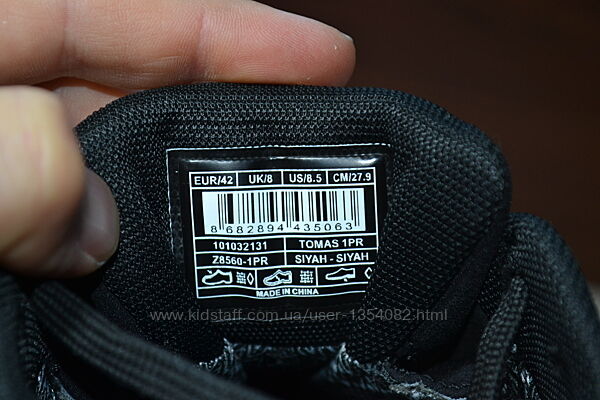 EUR/42 UK/8 US/8.5 CM/27.9
8 682894 435063
101032131 TOMAS 1PR
Z8560-1PR SIYAH - SIYAH
MADE IN CHINA
www.kidstaff.com.ua/user-1354082.html